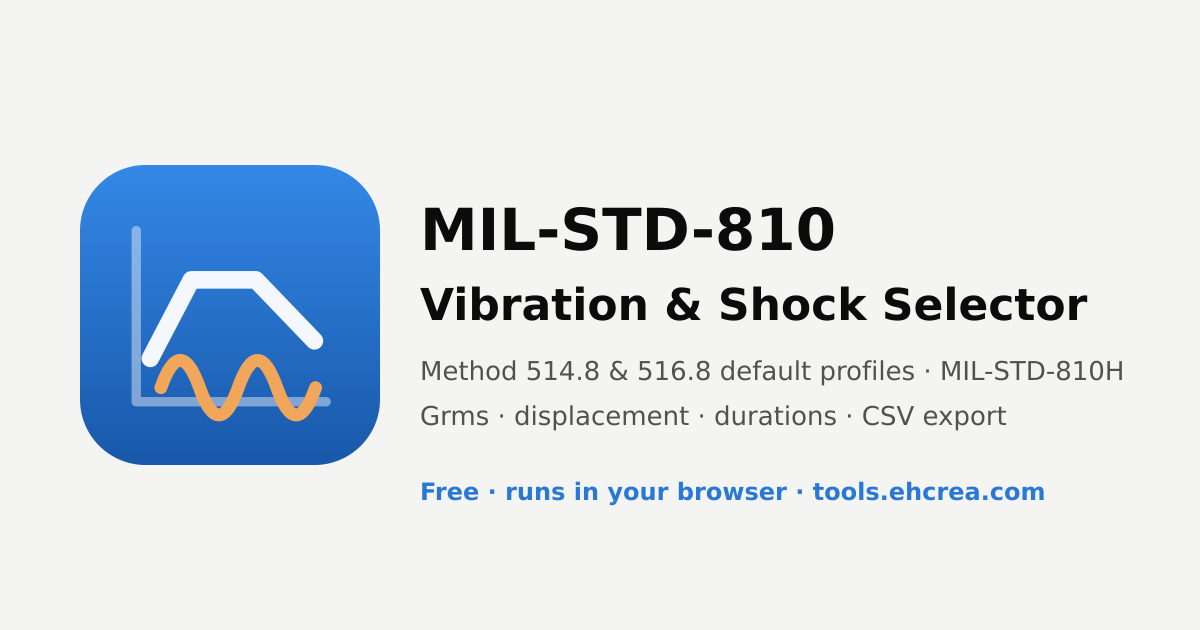 MIL-STD-810
Vibration & Shock Selector
Method 514.8 & 516.8 default profiles · MIL-STD-810H
Grms · displacement · durations · CSV export
Free · runs in your browser · tools.ehcrea.com